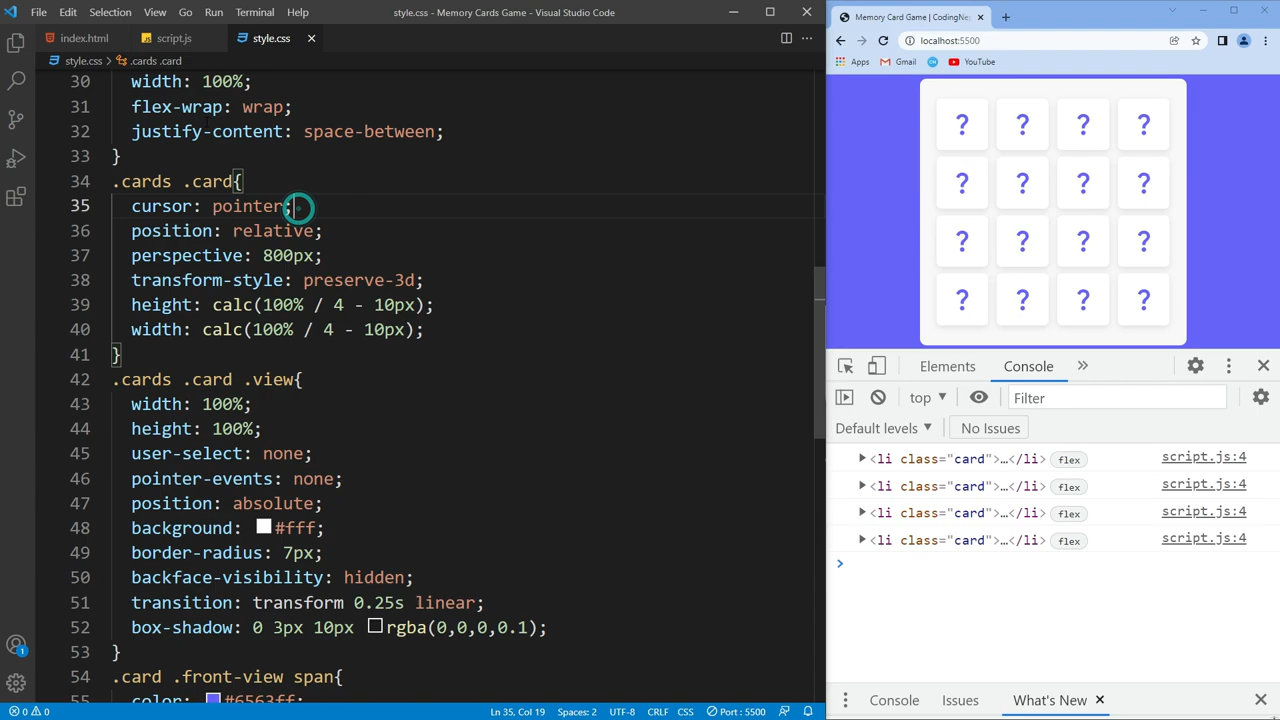 File Edit Selection View Go Run Terminal Help
style.css - Memory Cards Game - Visual Studio Code
index.html
script.js
style.css
style.css > .cards .card
30 width: 100%;
31 flex-wrap: wrap;
32 justify-content: space-between;
33 }
34 .cards .card{
35 cursor: pointer;
36 position: relative;
37 perspective: 800px;
38 transform-style: preserve-3d;
39 height: calc(100% / 4 - 10px);
40 width: calc(100% / 4 - 10px);
41 }
42 .cards .card .view{
43 width: 100%;
44 height: 100%;
45 user-select: none;
46 pointer-events: none;
47 position: absolute;
48 background: #fff;
49 border-radius: 7px;
50 backface-visibility: hidden;
51 transition: transform 0.25s linear;
52 box-shadow: 0 3px 10px rgba(0,0,0,0.1);
53 }
54 .card .front-view span{
55 color: #6563ff;
0 0 Ln 35, Col 19 Spaces: 2 UTF-8 CRLF CSS Port : 5500
1
Memory Card Game | CodingNep
localhost:5500
Apps Gmail CN YouTube
? ? ? ?
? ? ? ?
? ? ? ?
? ? ? ?
Elements Console »
top Filter
Default levels No Issues
<li class="card">…</li> flex script.js:4
<li class="card">…</li> flex script.js:4
<li class="card">…</li> flex script.js:4
<li class="card">…</li> flex script.js:4
>
Console Issues What's New